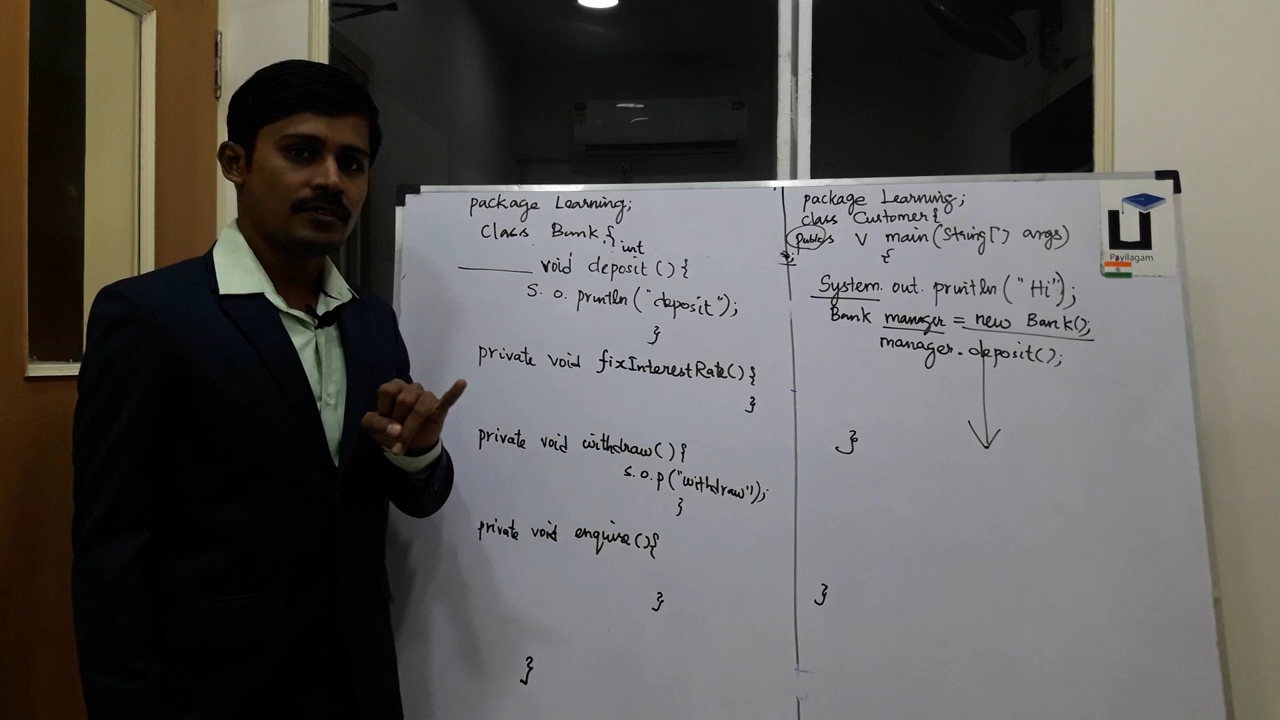 package Learning;
class Bank {
int
void deposit () {
S. o. println ("deposit");
}
private void fixInterestRate() {
}
private void withdraw() {
s. o. p ("withdraw");
}
private void enquire() {
}
}
package Learning;
class Customer {
public s v main (String[] args)
{
System. out. println ("Hi");
Bank manager = new Bank();
manager. deposit();
}
}
Payilagam